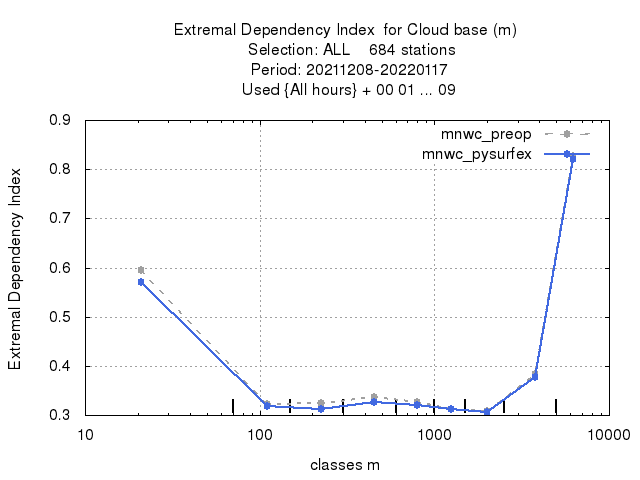 Extremal Dependency Index  for Cloud base (m)
Selection: ALL    684 stations
Period: 20211208-20220117
Used {All hours} + 00 01 ... 09
mnwc_preop
mnwc_pysurfex
Extremal Dependency Index
0.9
0.8
0.7
0.6
0.5
0.4
0.3
10
100
1000
10000
classes m